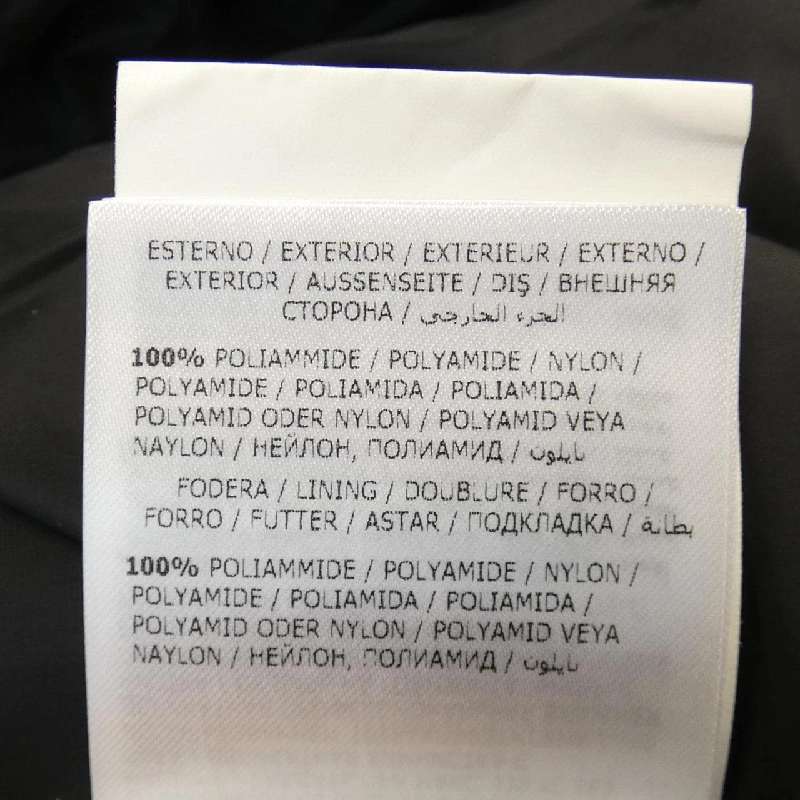 ESTERNO / EXTERIOR / EXTERIEUR / EXTERNO /
EXTERIOR / AUSSENSEITE / DIŞ / ВНЕШНЯЯ
СТОРОНА / الجزء الخارجي
100% POLIAMMIDE / POLYAMIDE / NYLON /
POLYAMIDE / POLIAMIDA / POLIAMIDA /
POLYAMID ODER NYLON / POLYAMID VEYA
NAYLON / НЕЙЛОН, ПОЛИАМИД / نايلون
FODERA / LINING / DOUBLURE / FORRO /
FORRO / FUTTER / ASTAR / ПОДКЛАДКА / بطانة
100% POLIAMMIDE / POLYAMIDE / NYLON /
POLYAMIDE / POLIAMIDA / POLIAMIDA /
POLYAMID ODER NYLON / POLYAMID VEYA
NAYLON / НЕЙЛОН, ПОЛИАМИД / نايلون